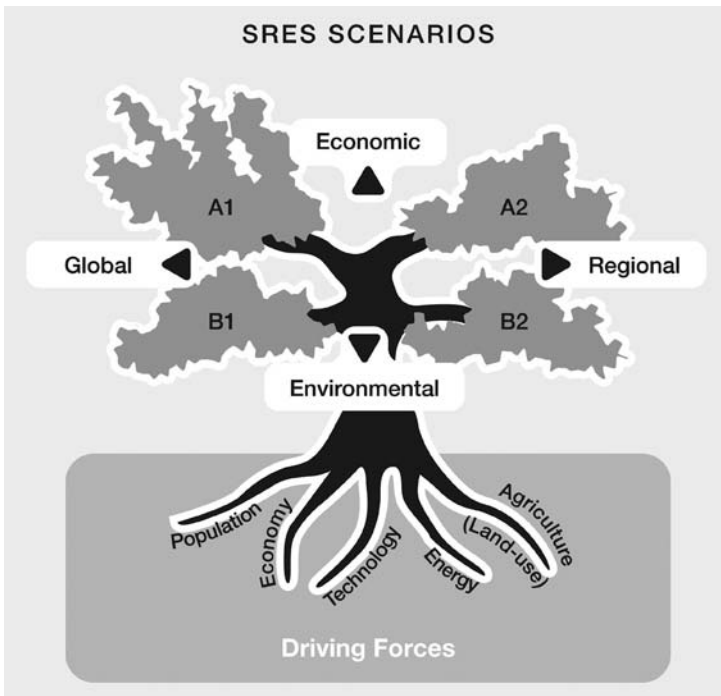 SRES SCENARIOS
Economic
A1
A2
Global
Regional
B1
B2
Environmental
Population
Economy
Technology
Energy
Agriculture
(Land-use)
Driving Forces